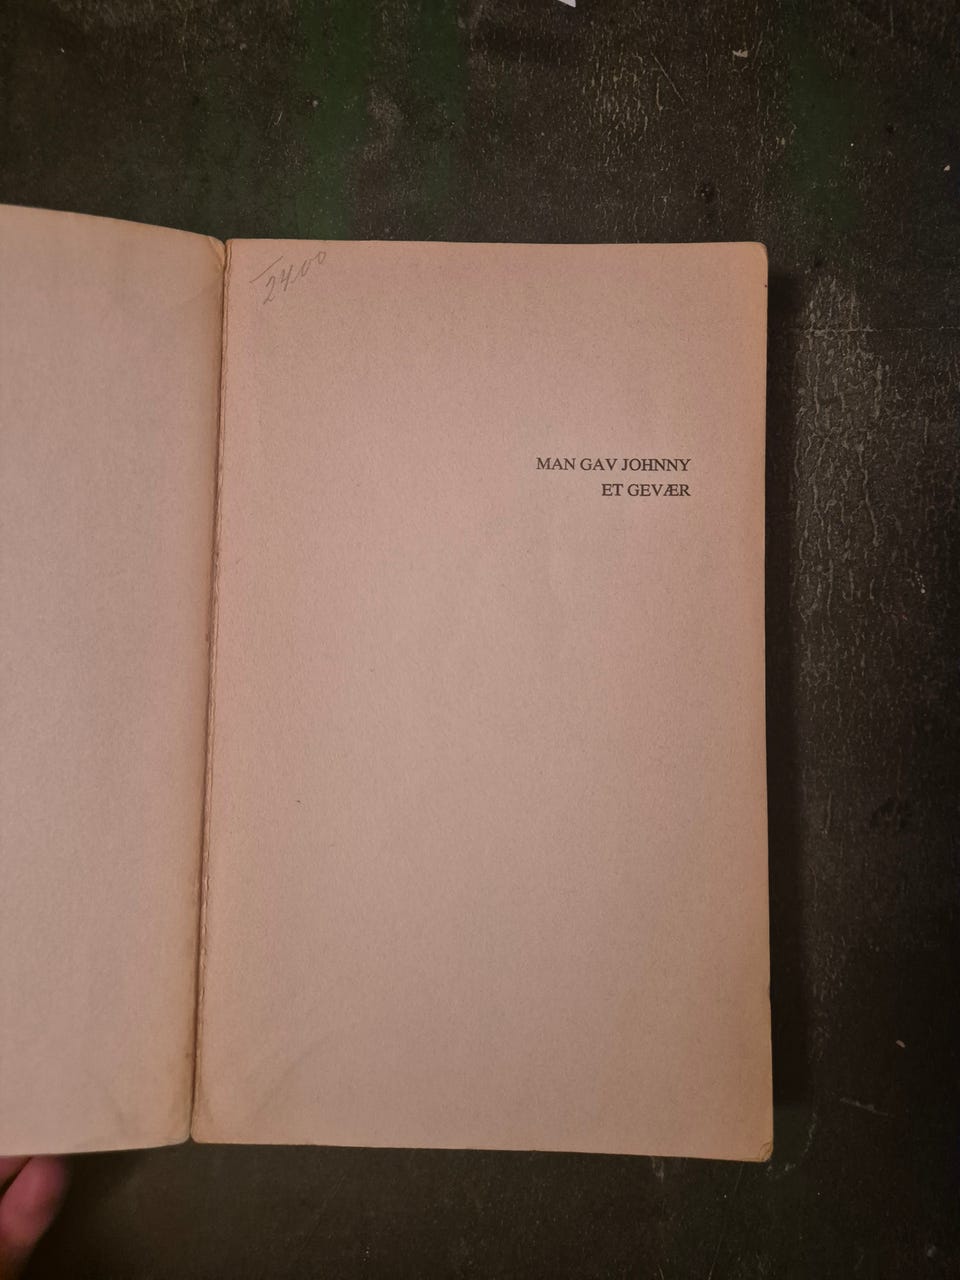 24.00
MAN GAV JOHNNY
ET GEVÆR